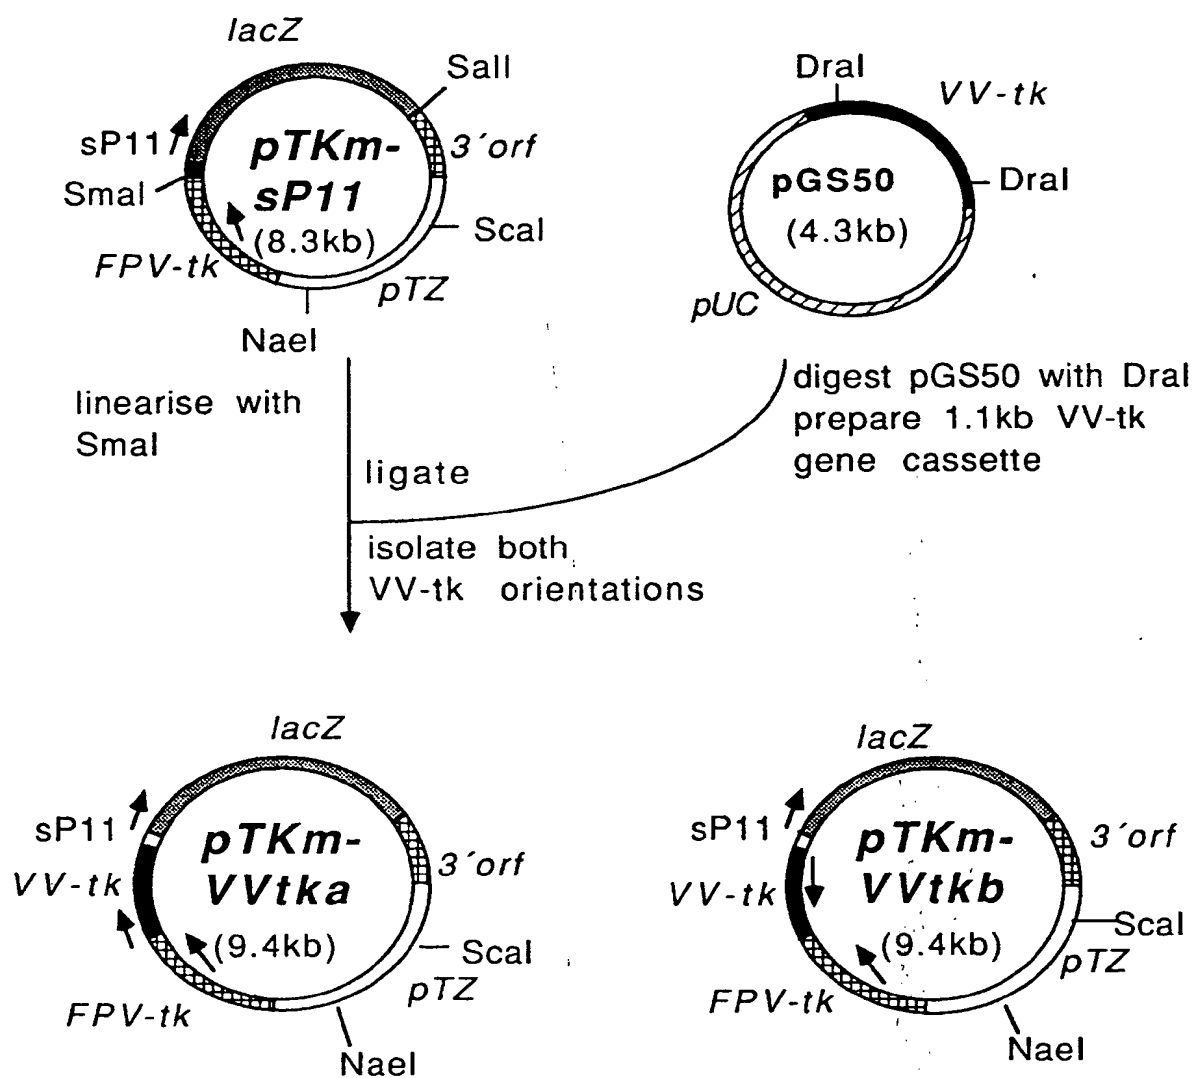 lacZ
SalI
sP11
pTKm-
sP11
(8.3kb)
3´orf
SmaI
ScaI
FPV-tk
pTZ
NaeI
DraI
VV-tk
pGS50
(4.3kb)
DraI
pUC
linearise with
SmaI
digest pGS50 with DraI
prepare 1.1kb VV-tk
gene cassette
ligate
isolate both
VV-tk orientations
lacZ
sP11
pTKm-
VVtka
(9.4kb)
3´orf
VV-tk
ScaI
pTZ
FPV-tk
NaeI
lacZ
sP11
pTKm-
VVtkb
(9.4kb)
3´orf
VV-tk
ScaI
pTZ
FPV-tk
NaeI